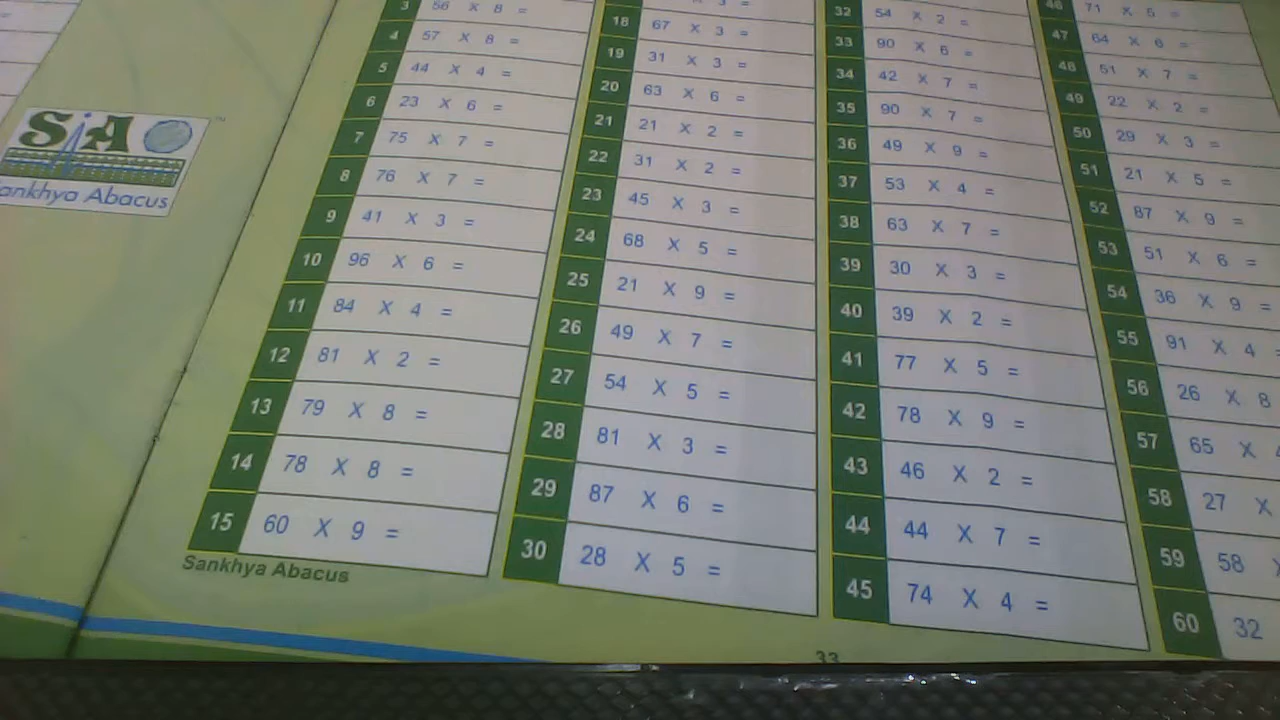 SiA
TM
ankhya Abacus
3 56 X 8 =
4 57 X 8 =
5 44 X 4 =
6 23 X 6 =
7 75 X 7 =
8 76 X 7 =
9 41 X 3 =
10 96 X 6 =
11 84 X 4 =
12 81 X 2 =
13 79 X 8 =
14 78 X 8 =
15 60 X 9 =
X 3 =
18 67 X 3 =
19 31 X 3 =
20 63 X 6 =
21 21 X 2 =
22 31 X 2 =
23 45 X 3 =
24 68 X 5 =
25 21 X 9 =
26 49 X 7 =
27 54 X 5 =
28 81 X 3 =
29 87 X 6 =
30 28 X 5 =
32 54 X 2 =
33 90 X 6 =
34 42 X 7 =
35 90 X 7 =
36 49 X 9 =
37 53 X 4 =
38 63 X 7 =
39 30 X 3 =
40 39 X 2 =
41 77 X 5 =
42 78 X 9 =
43 46 X 2 =
44 44 X 7 =
45 74 X 4 =
46 71 X 5 =
47 64 X 6 =
48 51 X 7 =
49 22 X 2 =
50 29 X 3 =
51 21 X 5 =
52 87 X 9 =
53 51 X 6 =
54 36 X 9 =
55 91 X 4 =
56 26 X 8
57 65 X
58 27 X
59 58
60 32
Sankhya Abacus
33